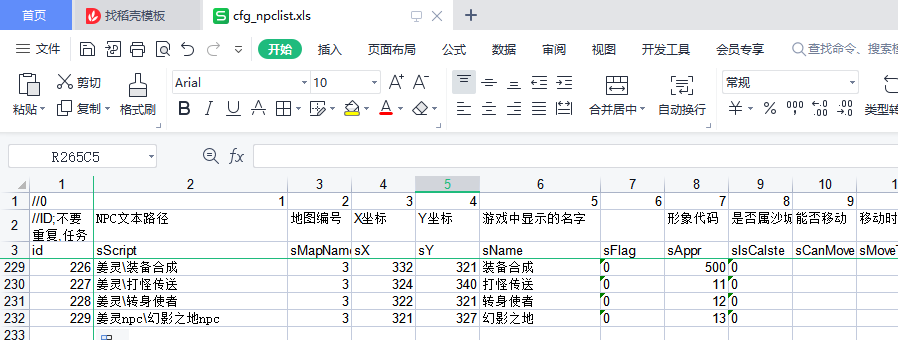 首页 找稻壳模板 S cfg_npclist.xls +
文件 开始 插入 页面布局 公式 数据 审阅 视图 开发工具 会员专享 查找命令、搜索模
粘贴 剪切 复制 格式刷 Arial 10 A+ A- B I U A 合并居中 自动换行 常规 ¥ % 类型转
R265C5 fx
1 2 3 4 5 6 7 8 9 10 1
1 //0 1 2 3 4 5 6 7 8 9
2 //ID;不要重复,任务 NPC文本路径 地图编号 X坐标 Y坐标 游戏中显示的名字 形象代码 是否属沙城 能否移动 移动时
3 id sScript sMapName sX sY sName sFlag sAppr sIsCalste sCanMove sMoveT
229 226 姜灵\装备合成 3 332 321 装备合成 0 500 0
230 227 姜灵\打怪传送 3 324 340 打怪传送 0 11 0
231 228 姜灵\转身使者 3 322 321 转身使者 0 12 0
232 229 姜灵npc\幻影之地npc 3 321 327 幻影之地 0 13 0
233